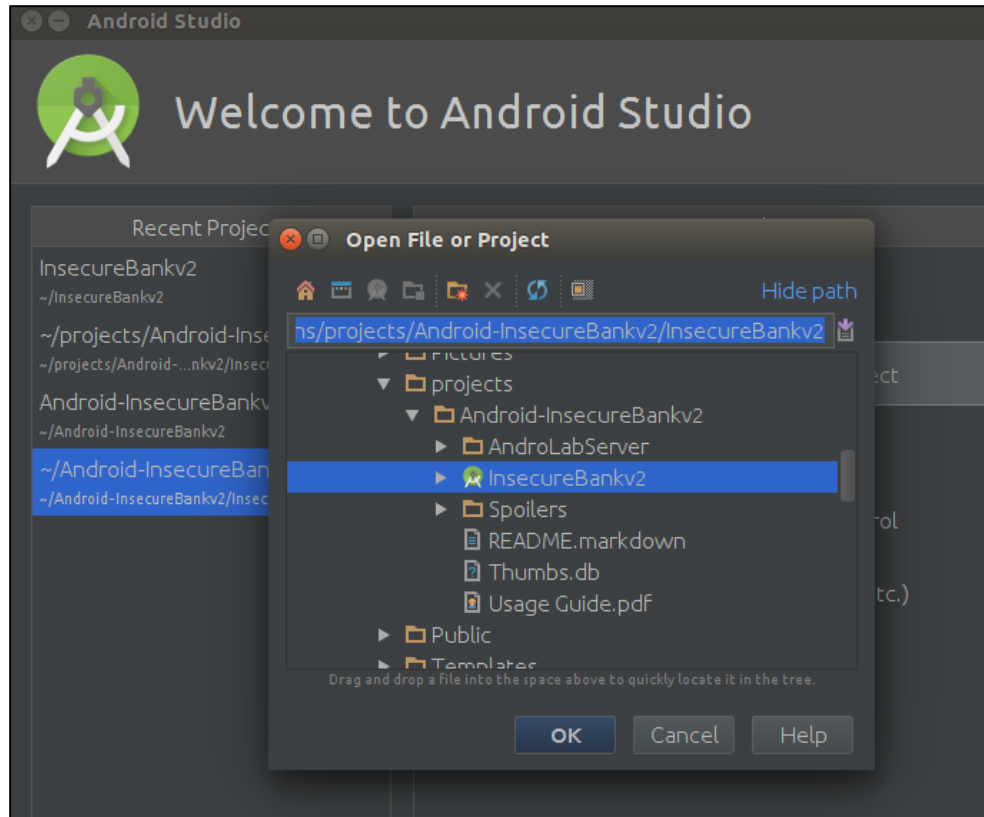 Android Studio
Welcome to Android Studio
Recent Projec
InsecureBankv2
~/InsecureBankv2
~/projects/Android-Inse
~/projects/Android-...nkv2/Insecu
Android-InsecureBankv
~/Android-InsecureBankv2
~/Android-InsecureBan
~/Android-InsecureBankv2/Insec
Open File or Project
Hide path
ns/projects/Android-InsecureBankv2/InsecureBankv2
Pictures
projects
Android-InsecureBankv2
AndroLabServer
InsecureBankv2
Spoilers
README.markdown
Thumbs.db
Usage Guide.pdf
Public
Templates
Drag and drop a file into the space above to quickly locate it in the tree.
OK Cancel Help
ect
rol
tc.)